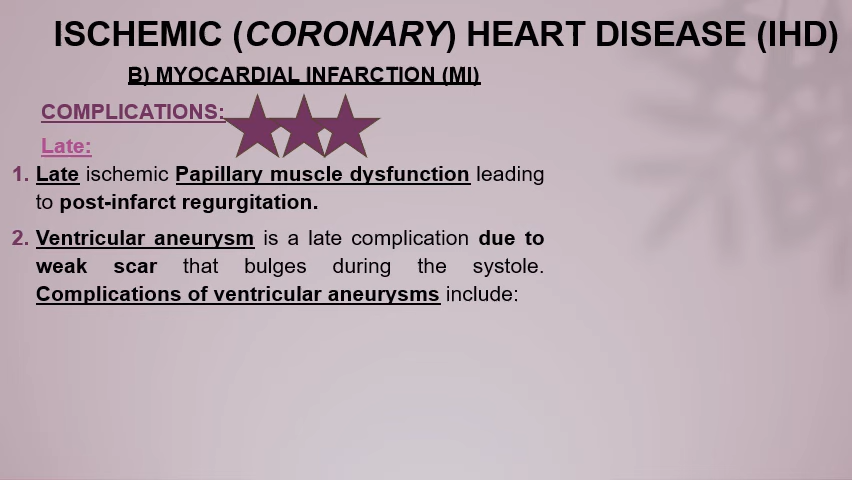 ISCHEMIC (CORONARY) HEART DISEASE (IHD)
B) MYOCARDIAL INFARCTION (MI)
COMPLICATIONS:
Late:
1. Late ischemic Papillary muscle dysfunction leading
to post-infarct regurgitation.
2. Ventricular aneurysm is a late complication due to
weak scar that bulges during the systole.
Complications of ventricular aneurysms include: